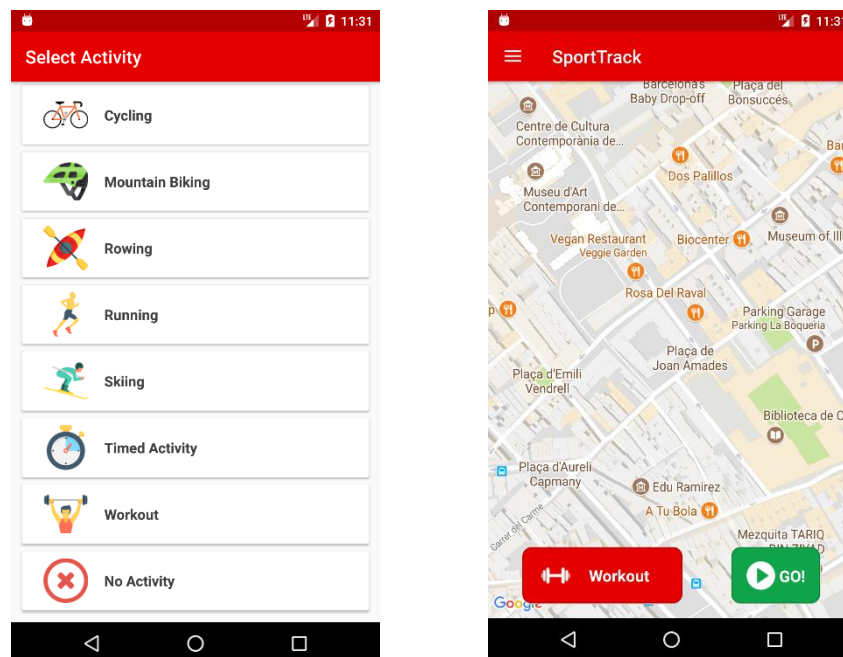 LTE 11:31
Select Activity
Cycling
Mountain Biking
Rowing
Running
Skiing
Timed Activity
Workout
No Activity
LTE 11:31
SportTrack
Barcelona's
Baby Drop-off
Plaça del
Bonsuccés
Centre de Cultura
Contemporània de...
Dos Palillos
Museu d'Art
Contemporani de...
Vegan Restaurant
Veggie Garden
Biocenter
Museum of Ill
Rosa Del Raval
Parking Garage
Parking La Boqueria
P
Plaça de
Joan Amades
Plaça d'Emili
Vendrell
Biblioteca de C
Plaça d'Aureli
Capmany
Edu Ramirez
A Tu Bola
Carrer del Carme
Mezquita TARIQ
Workout
GO!
Google